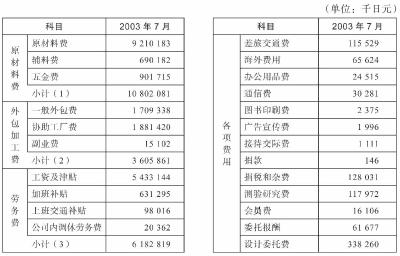 （单位：千日元）
科目 2003 年 7 月
原材料费
原材料费 9 210 183
辅料费 690 182
五金费 901 715
小计（1） 10 802 081
外包加工费
一般外包费 1 709 338
协助工厂费 1 881 420
副业费 15 102
小计（2） 3 605 861
劳务费
工资及津贴 5 433 144
加班补贴 631 295
上班交通补贴 98 016
公司内调休劳务费 20 362
小计（3） 6 182 819
科目 2003 年 7 月
各项费用
差旅交通费 115 529
海外费用 65 624
办公用品费 24 515
通信费 30 281
图书印刷费 2 375
广告宣传费 1 996
接待交际费 1 111
捐款 146
捐税和杂费 128 031
测验研究费 117 972
会员费 16 106
委托报酬 61 677
设计委托费 338 260